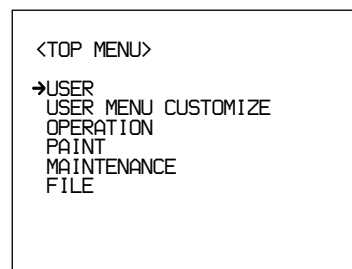 <TOP MENU>
→USER
USER MENU CUSTOMIZE
OPERATION
PAINT
MAINTENANCE
FILE